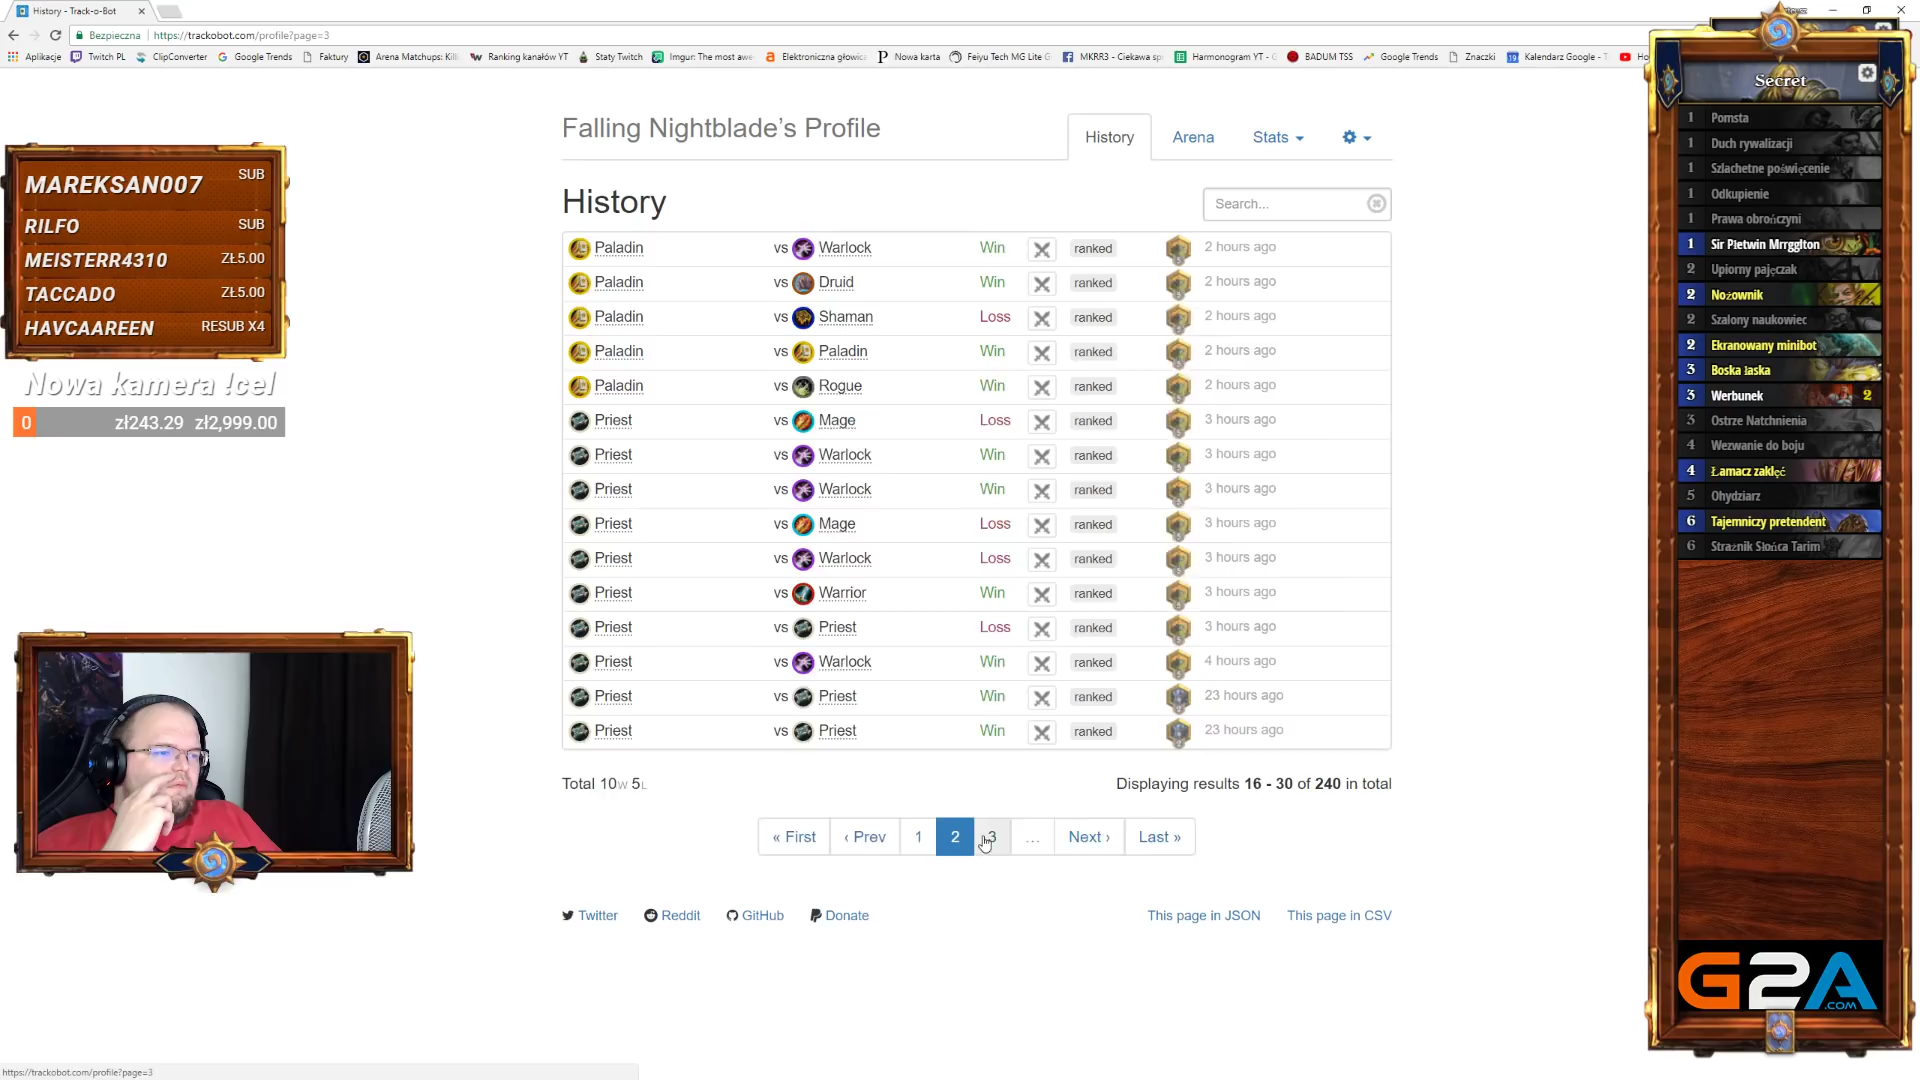 History - Track-o-Bot
Bezpieczna https://trackobot.com/profile?page=3
Aplikacje Twitch PL ClipConverter Google Trends Faktury Arena Matchups: Kill Ranking kanałów YT Staty Twitch Imgur: The most awe Elektroniczna głowic Nowa karta Feiyu Tech MG Lite G MKRR3 - Ciekawa sp Harmonogram YT - G BADUM TSS Google Trends Znaczki Kalendarz Google - T Ho
Falling Nightblade's Profile
History Arena Stats
History
Search...
Paladin vs Warlock Win ranked 2 hours ago
Paladin vs Druid Win ranked 2 hours ago
Paladin vs Shaman Loss ranked 2 hours ago
Paladin vs Paladin Win ranked 2 hours ago
Paladin vs Rogue Win ranked 2 hours ago
Priest vs Mage Loss ranked 3 hours ago
Priest vs Warlock Win ranked 3 hours ago
Priest vs Warlock Win ranked 3 hours ago
Priest vs Mage Loss ranked 3 hours ago
Priest vs Warlock Loss ranked 3 hours ago
Priest vs Warrior Win ranked 3 hours ago
Priest vs Priest Loss ranked 3 hours ago
Priest vs Warlock Win ranked 4 hours ago
Priest vs Priest Win ranked 23 hours ago
Priest vs Priest Win ranked 23 hours ago
Total 10W 5L
Displaying results 16 - 30 of 240 in total
« First ‹ Prev 1 2 3 … Next › Last »
Twitter Reddit GitHub Donate
This page in JSON This page in CSV
https://trackobot.com/profile?page=3
MAREKSAN007 SUB
RILFO SUB
MEISTERR4310 ZŁ5.00
TACCADO ZŁ5.00
HAVCAAREEN RESUB X4
Nowa kamera !cel
0 zł243.29 zł2,999.00
Secret
1 Pomsta
1 Duch rywalizacji
1 Szlachetne poświęcenie
1 Odkupienie
1 Prawa obrończyni
1 Sir Pletwin Mrrgglton
2 Upiorny pajęczak
2 Nożownik
2 Szalony naukowiec
2 Ekranowany minibot
3 Boska łaska
3 Werbunek 2
3 Ostrze Natchnienia
4 Wezwanie do boju
4 Łamacz zaklęć
5 Ohydziarz
6 Tajemniczy pretendent
6 Strażnik Słońca Tarim
G2A
.COM